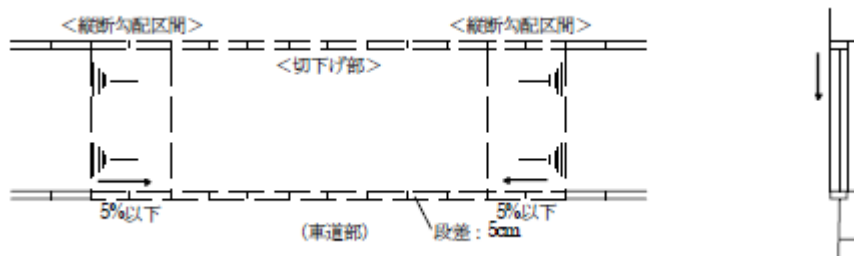 <縦断勾配区間>
<縦断勾配区間>
<切下げ部>
5%以下
5%以下
(車道部)
段差：5cm